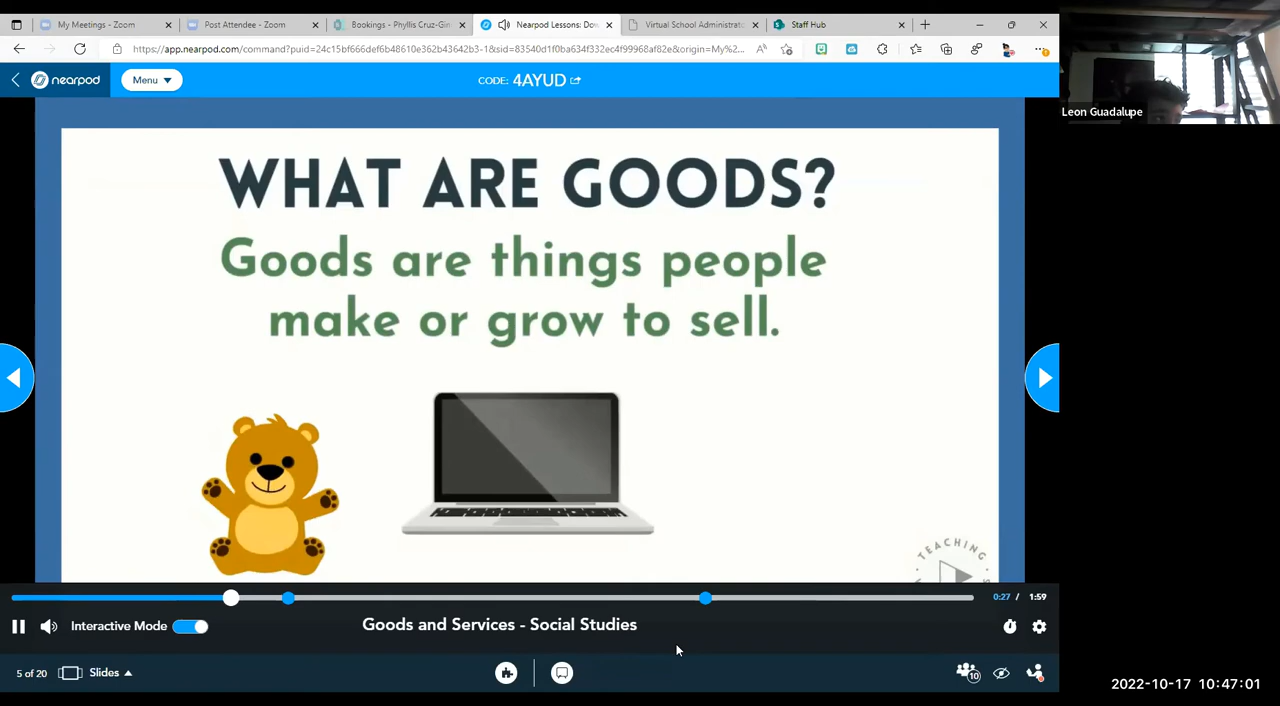 My Meetings - Zoom
Post Attendee - Zoom
Bookings - Phyllis Cruz-Gin
Nearpod Lessons: Do
Virtual School Administrato
Staff Hub
https://app.nearpod.com/command?puid=24c15bf666def6b48610e362b43642b3-1&sid=83540d1f0ba634f332ec4f99968af82e&origin=My%2...
nearpod
Menu
CODE: 4AYUD
Leon Guadalupe
WHAT ARE GOODS?
Goods are things people
make or grow to sell.
TEACHING
0:27 / 1:59
Interactive Mode
Goods and Services - Social Studies
5 of 20
Slides
10
2022-10-17 10:47:01